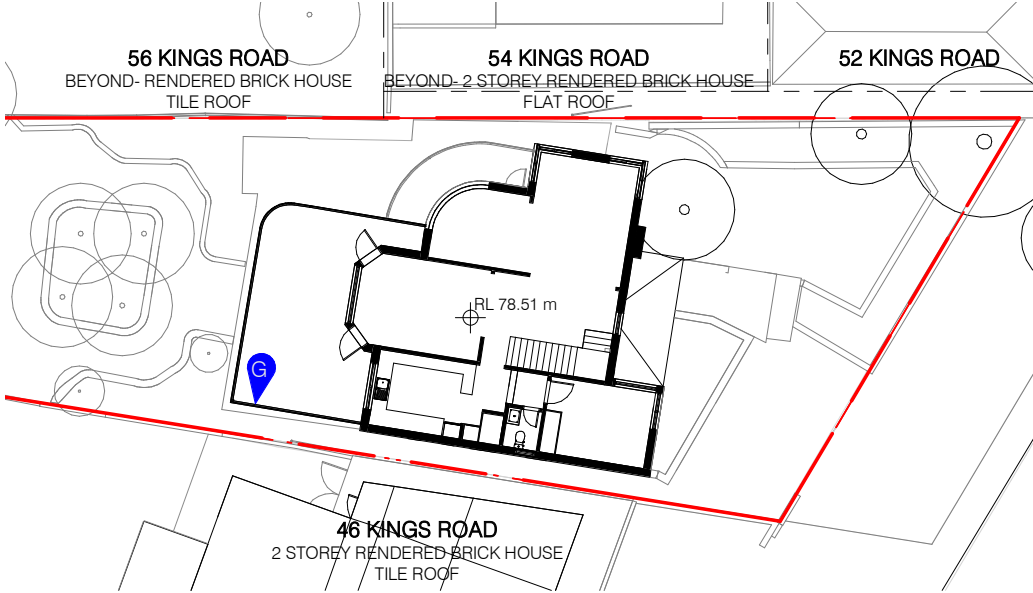 56 KINGS ROAD
BEYOND- RENDERED BRICK HOUSE
TILE ROOF
54 KINGS ROAD
BEYOND- 2 STOREY RENDERED BRICK HOUSE
FLAT ROOF
52 KINGS ROAD
RL 78.51 m
G
46 KINGS ROAD
2 STOREY RENDERED BRICK HOUSE
TILE ROOF